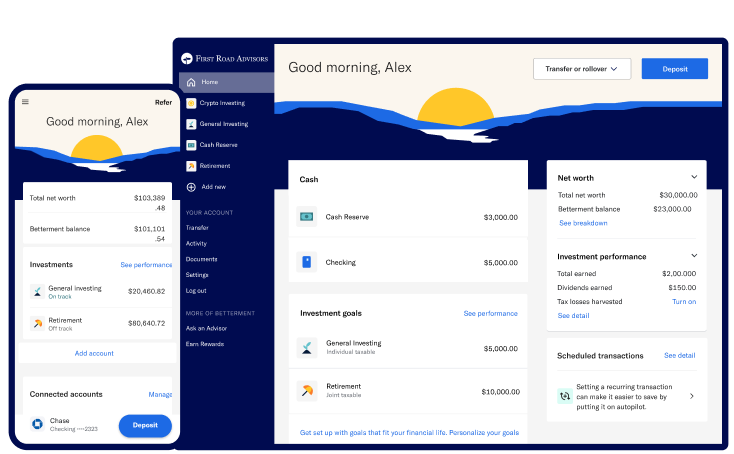 Refer
Good morning, Alex
Total net worth
$103,389
.48
Betterment balance
$101,101
.54
Investments
See performance
General investing
On track
$20,460.82
Retirement
Off track
$80,640.72
Add account
Connected accounts
Manage
Chase
Checking ····2323
Deposit
FIRST ROAD ADVISORS
Home
Crypto Investing
General Investing
Cash Reserve
Retirement
Add new
YOUR ACCOUNT
Transfer
Activity
Documents
Settings
Log out
MORE OF BETTERMENT
Ask an Advisor
Earn Rewards
Good morning, Alex
Transfer or rollover
Deposit
Cash
Cash Reserve
$3,000.00
Checking
$5,000.00
Investment goals
See performance
General Investing
Individual taxable
$5,000.00
Retirement
Joint taxable
$10,000.00
Get set up with goals that fit your financial life. Personalize your goals
Net worth
Total net worth
$30,000.00
Betterment balance
$23,000.00
See breakdown
Investment performance
Total earned
$2,00.000
Dividends earned
$150.00
Tax losses harvested
Turn on
See detail
Scheduled transactions
See detail
Setting a recurring transaction
can make it easier to save by
putting it on autopilot.